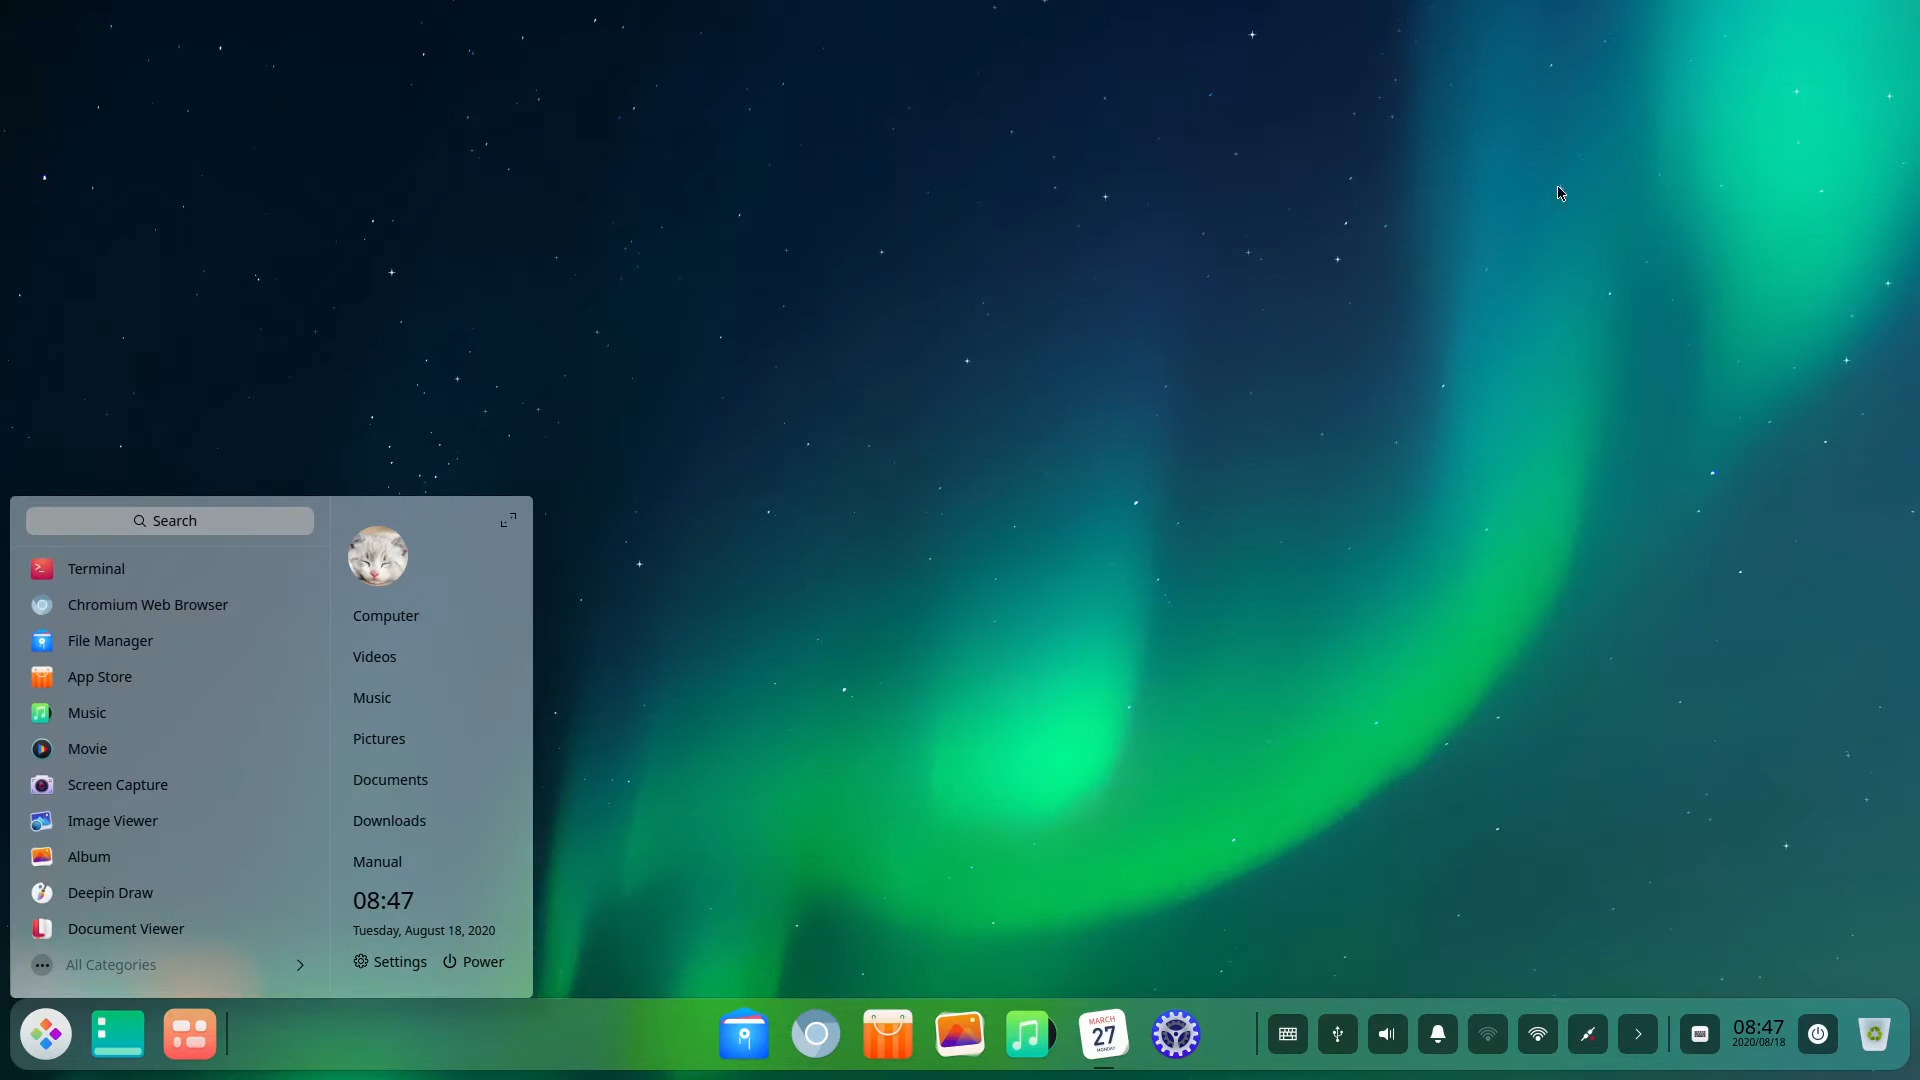 Search
Terminal
Chromium Web Browser
File Manager
App Store
Music
Movie
Screen Capture
Image Viewer
Album
Deepin Draw
Document Viewer
All Categories
Computer
Videos
Music
Pictures
Documents
Downloads
Manual
08:47
Tuesday, August 18, 2020
Settings
Power
MARCH
27
MONDAY
08:47
2020/08/18